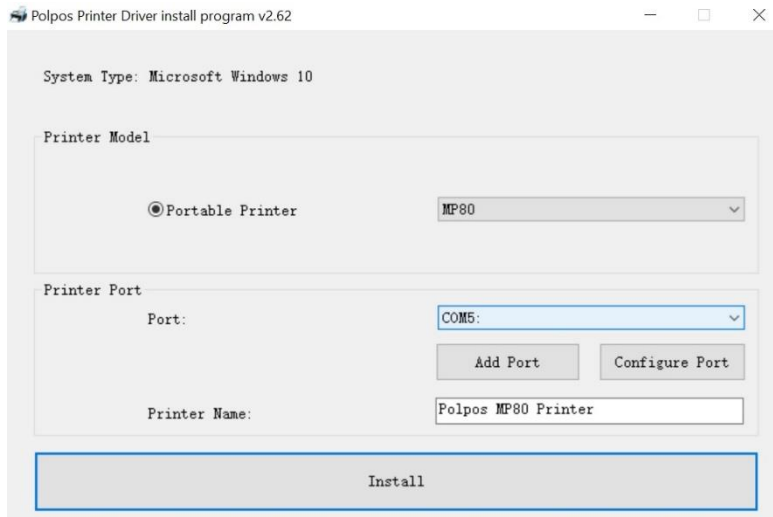 Polpos Printer Driver install program v2.62
System Type: Microsoft Windows 10
Printer Model
Portable Printer
MP80
Printer Port
Port:
COM5:
Add Port
Configure Port
Printer Name:
Polpos MP80 Printer
Install